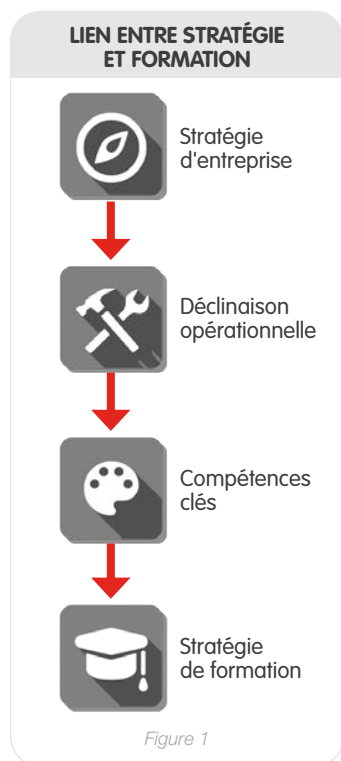 LIEN ENTRE STRATÉGIE
ET FORMATION
Stratégie
d'entreprise
Déclinaison
opérationnelle
Compétences
clés
Stratégie
de formation
Figure 1